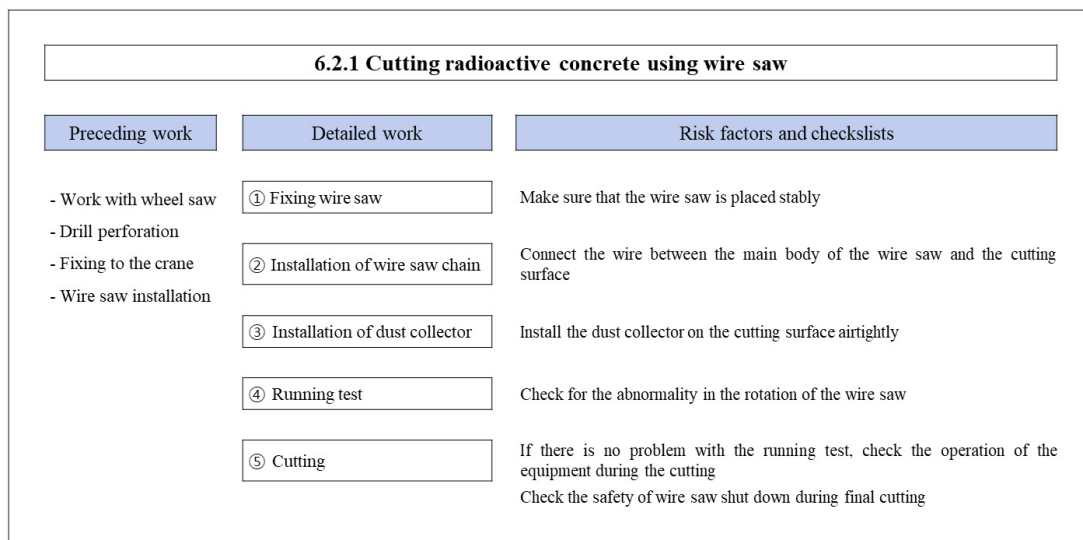 6.2.1 Cutting radioactive concrete using wire saw
Preceding work
Detailed work
Risk factors and checkslists
- Work with wheel saw
- Drill perforation
- Fixing to the crane
- Wire saw installation
① Fixing wire saw
Make sure that the wire saw is placed stably
② Installation of wire saw chain
Connect the wire between the main body of the wire saw and the cutting
surface
③ Installation of dust collector
Install the dust collector on the cutting surface airtightly
④ Running test
Check for the abnormality in the rotation of the wire saw
⑤ Cutting
If there is no problem with the running test, check the operation of the
equipment during the cutting
Check the safety of wire saw shut down during final cutting